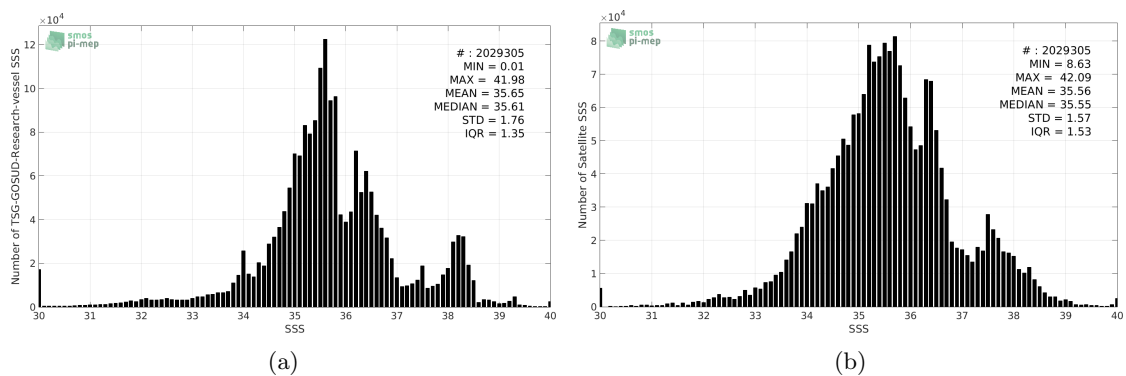 ×10⁴
smos
pi-mep
# : 2029305
MIN = 0.01
MAX = 41.98
MEAN = 35.65
MEDIAN = 35.61
STD = 1.76
IQR = 1.35
Number of TSG-GOSUD-Research-vessel SSS
12
10
8
6
4
2
0
30 31 32 33 34 35 36 37 38 39 40
SSS
(a)
×10⁴
smos
pi-mep
# : 2029305
MIN = 8.63
MAX = 42.09
MEAN = 35.56
MEDIAN = 35.55
STD = 1.57
IQR = 1.53
Number of Satellite SSS
8
7
6
5
4
3
2
1
0
30 31 32 33 34 35 36 37 38 39 40
SSS
(b)